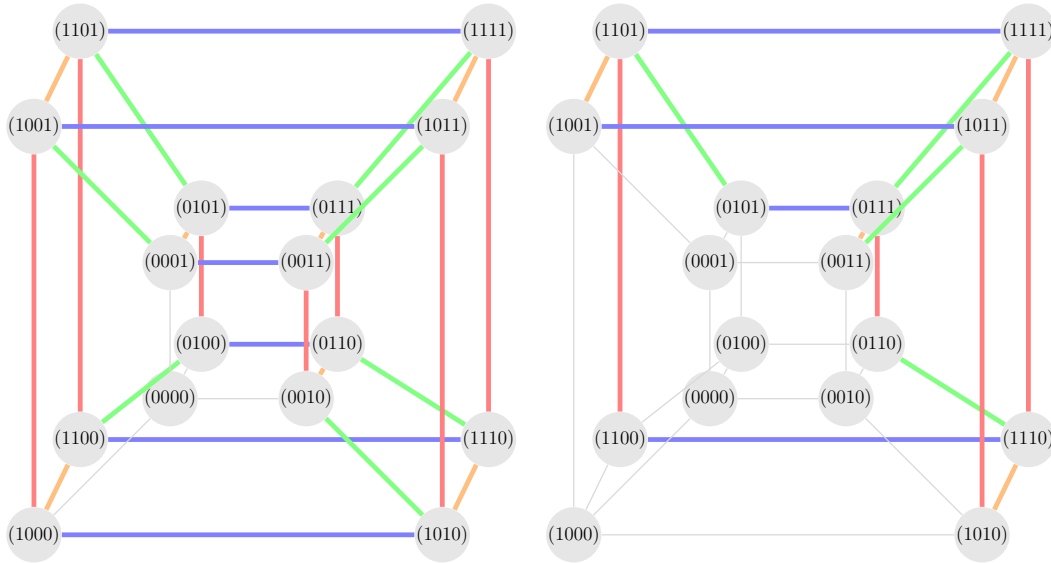 (1101) (1111) (1101) (1111)
(1001) (1011) (1001) (1011)
(0101) (0111) (0101) (0111)
(0001) (0011) (0001) (0011)
(0100) (0110) (0100) (0110)
(0000) (0010) (0000) (0010)
(1100) (1110) (1100) (1110)
(1000) (1010) (1000) (1010)